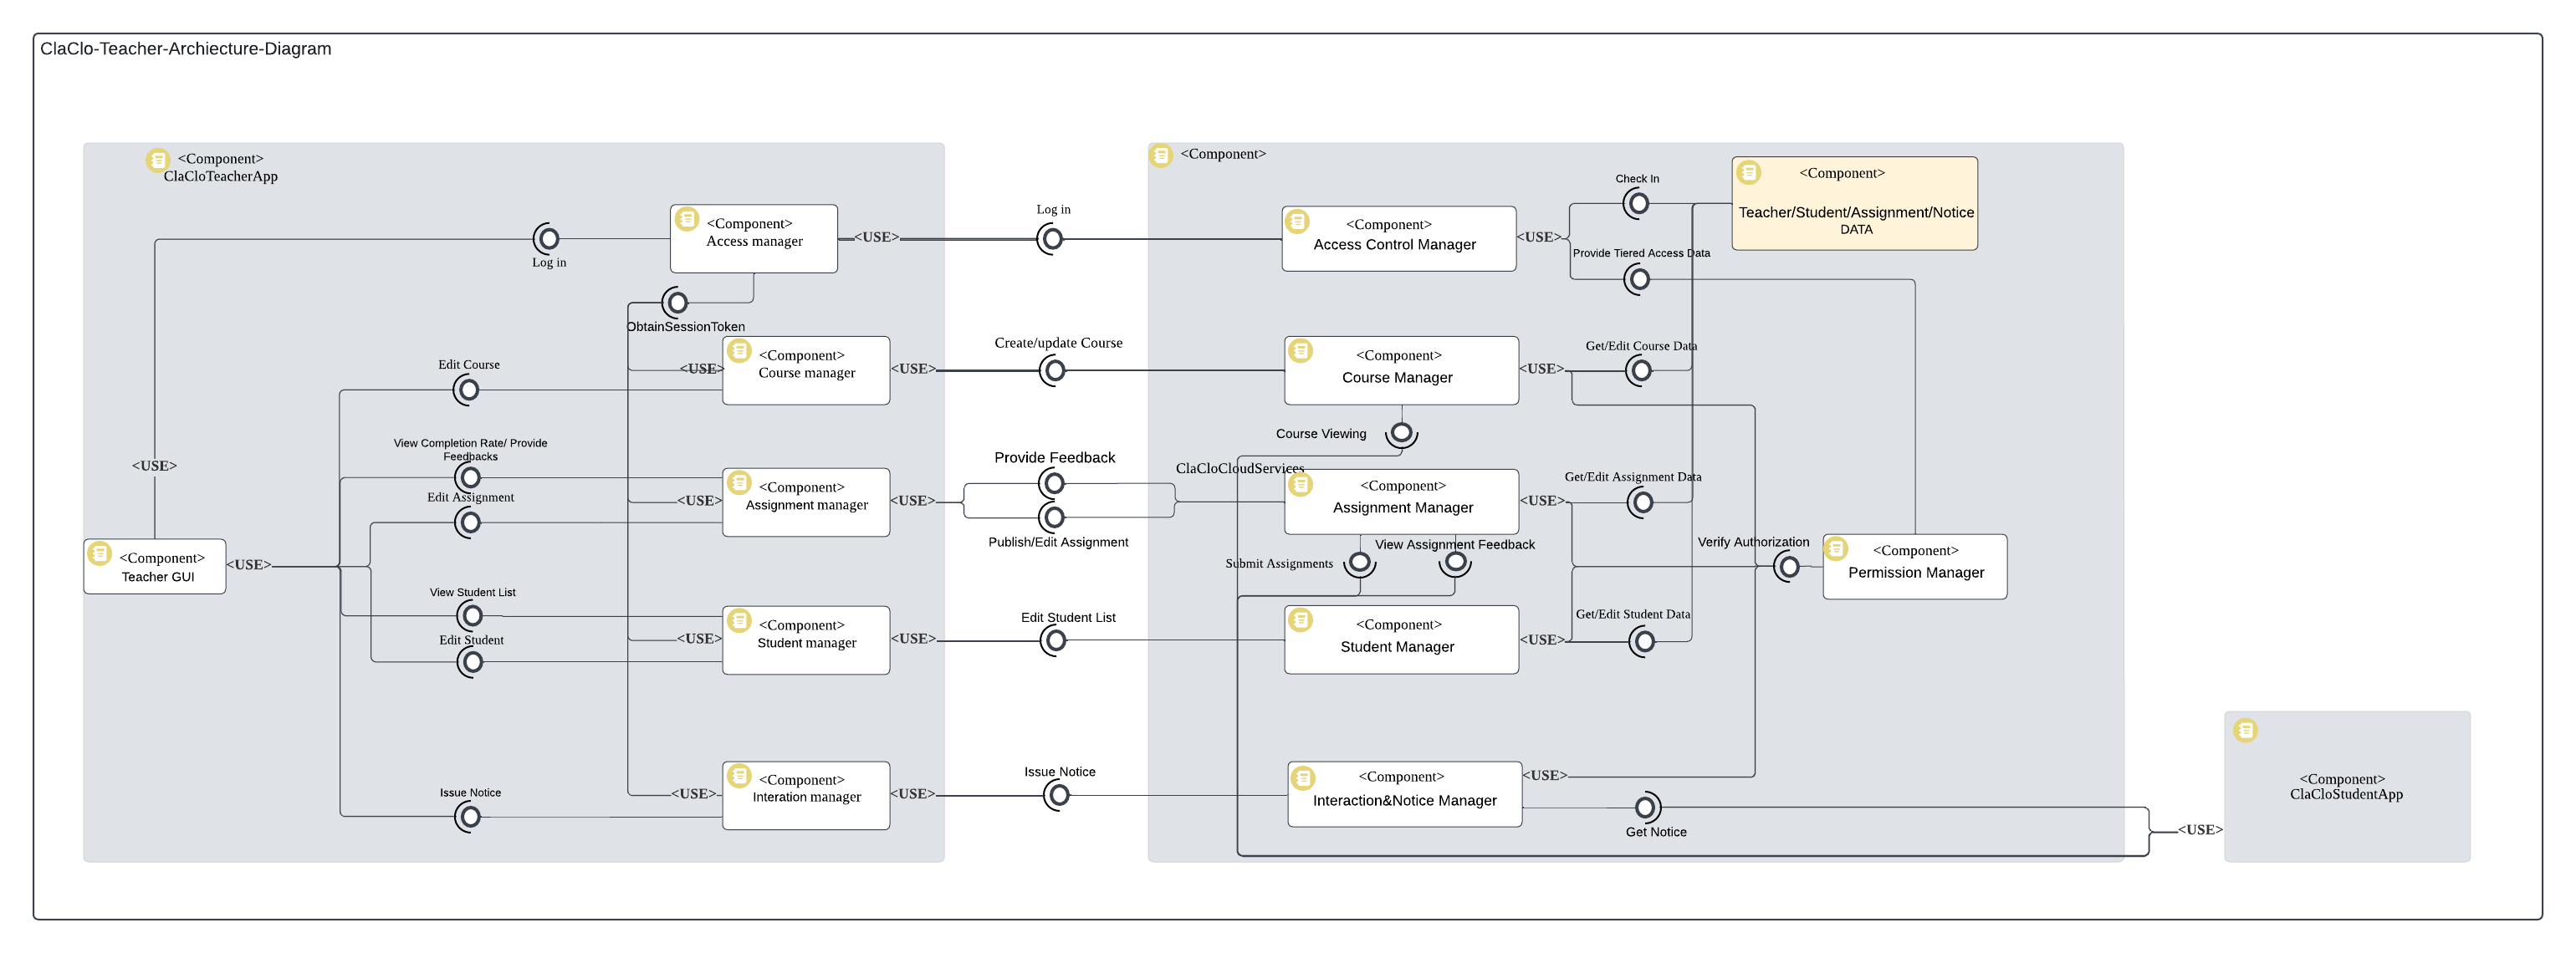 ClaClo-Teacher-Archiecture-Diagram
<Component>
ClaCloTeacherApp
<Component>
Access manager
<USE>
Log in
Log in
ObtainSessionToken
<USE>
<Component>
Course manager
<USE>
Create/update Course
Edit Course
View Completion Rate/ Provide
Feedbacks
Edit Assignment
<USE>
<USE>
<Component>
Assignment manager
<USE>
Provide Feedback
Publish/Edit Assignment
<Component>
Teacher GUI
<USE>
View Student List
Edit Student
<USE>
<Component>
Student manager
<USE>
Edit Student List
Issue Notice
<USE>
<Component>
Interation manager
<USE>
Issue Notice
<Component>
ClaCloCloudServices
<Component>
Access Control Manager
<USE>
Check In
Provide Tiered Access Data
<Component>
Teacher/Student/Assignment/Notice
DATA
<Component>
Course Manager
<USE>
Get/Edit Course Data
Course Viewing
<Component>
Assignment Manager
<USE>
Get/Edit Assignment Data
Submit Assignments
View Assignment Feedback
Verify Authorization
<Component>
Permission Manager
<Component>
Student Manager
<USE>
Get/Edit Student Data
<Component>
Interaction&Notice Manager
<USE>
Get Notice
<USE>
<Component>
ClaCloStudentApp